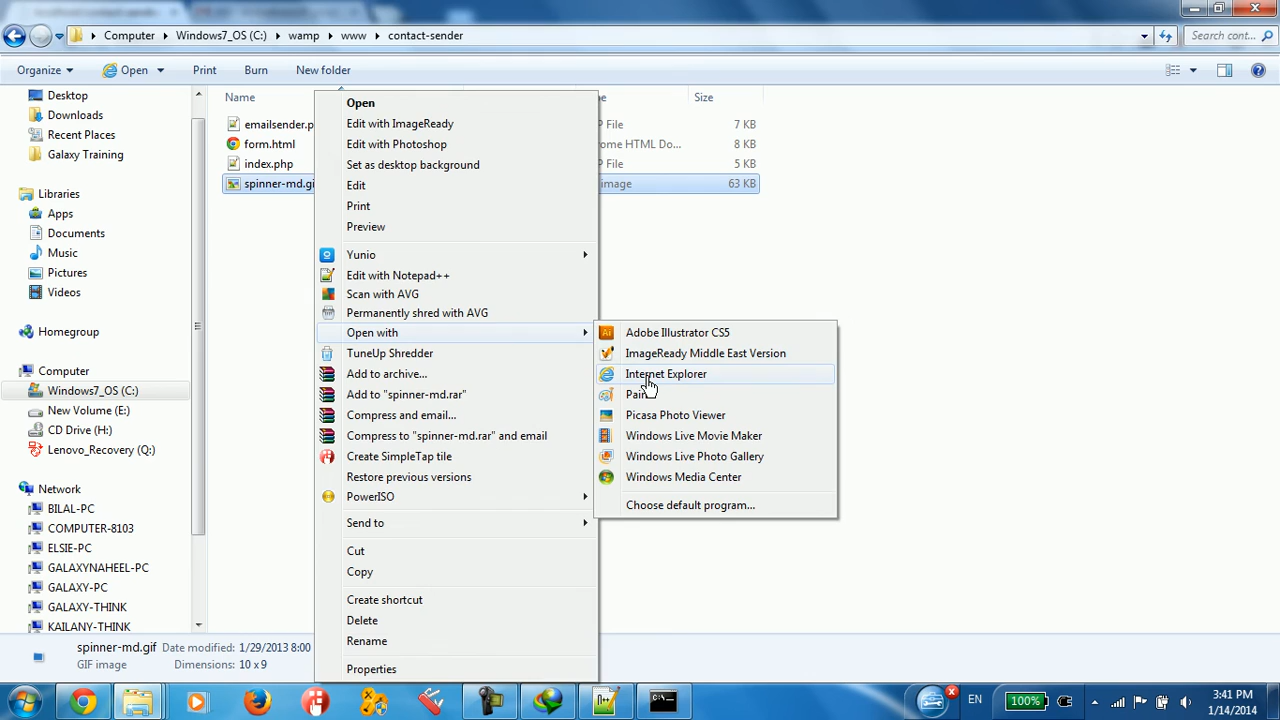 Computer Windows7_OS (C:) wamp www contact-sender
Search cont...
Organize Open Print Burn New folder
Desktop
Downloads
Recent Places
Galaxy Training
Libraries
Apps
Documents
Music
Pictures
Videos
Homegroup
Computer
Windows7_OS (C:)
New Volume (E:)
CD Drive (H:)
Lenovo_Recovery (Q:)
Network
BILAL-PC
COMPUTER-8103
ELSIE-PC
GALAXYNAHEEL-PC
GALAXY-PC
GALAXY-THINK
KAILANY-THINK
Name Size
emailsender.p P File 7 KB
form.html ome HTML Do... 8 KB
index.php P File 5 KB
spinner-md.gi image 63 KB
Open
Edit with ImageReady
Edit with Photoshop
Set as desktop background
Edit
Print
Preview
Yunio
Edit with Notepad++
Scan with AVG
Permanently shred with AVG
Open with
TuneUp Shredder
Add to archive...
Add to "spinner-md.rar"
Compress and email...
Compress to "spinner-md.rar" and email
Create SimpleTap tile
Restore previous versions
PowerISO
Send to
Cut
Copy
Create shortcut
Delete
Rename
Properties
Adobe Illustrator CS5
ImageReady Middle East Version
Internet Explorer
Paint
Picasa Photo Viewer
Windows Live Movie Maker
Windows Live Photo Gallery
Windows Media Center
Choose default program...
spinner-md.gif Date modified: 1/29/2013 8:00
GIF image Dimensions: 10 x 9
EN
100%
3:41 PM
1/14/2014